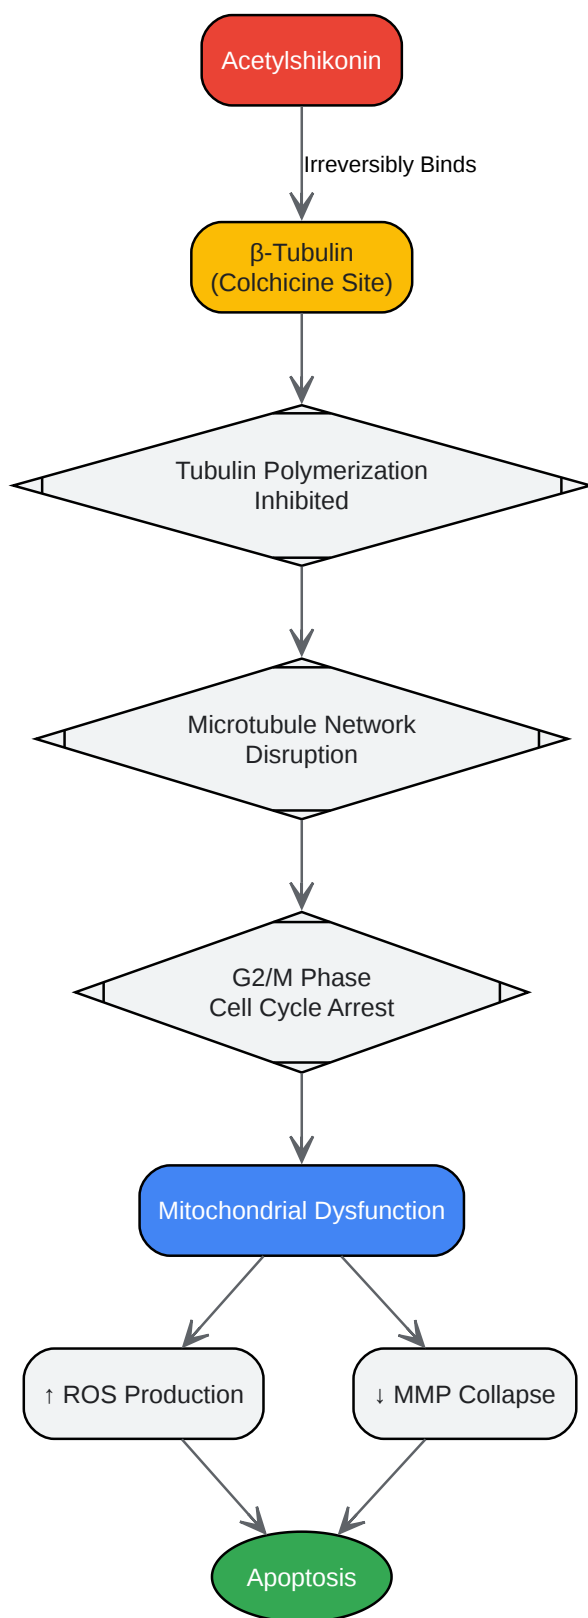 Acetylshikonin
Irreversibly Binds
β-Tubulin
(Colchicine Site)
Tubulin Polymerization
Inhibited
Microtubule Network
Disruption
G2/M Phase
Cell Cycle Arrest
Mitochondrial Dysfunction
↑ ROS Production
↓ MMP Collapse
Apoptosis